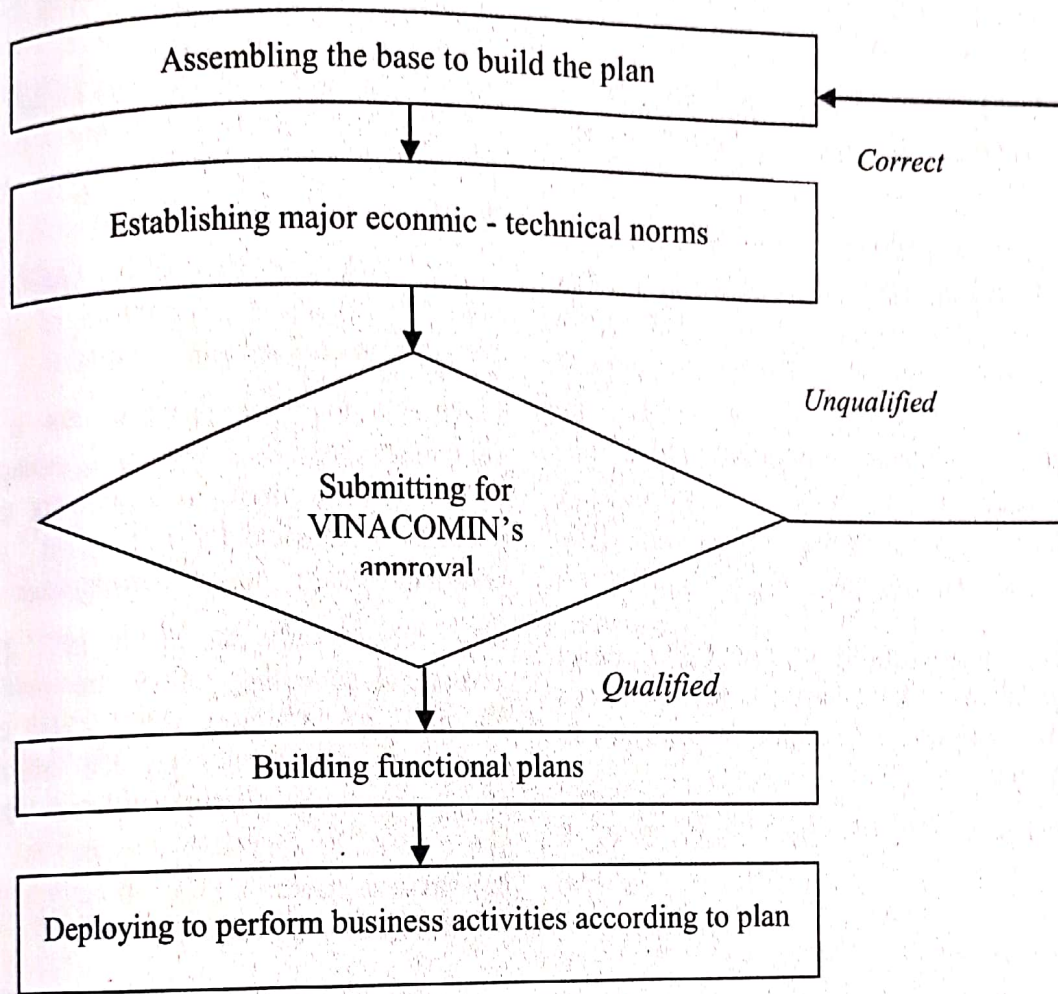 Assembling the base to build the plan
Correct
Establishing major econmic - technical norms
Unqualified
Submitting for
VINACOMIN's
approval
Qualified
Building functional plans
Deploying to perform business activities according to plan